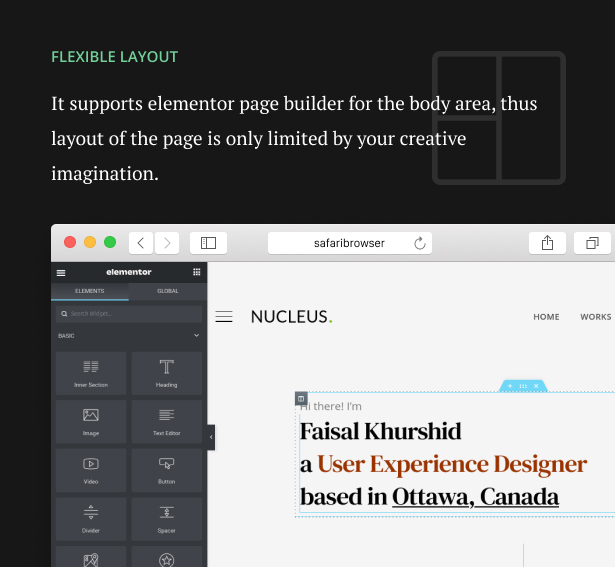 FLEXIBLE LAYOUT
It supports elementor page builder for the body area, thus
layout of the page is only limited by your creative
imagination.
safaribrowser
elementor
ELEMENTS GLOBAL
Search Widget...
BASIC
Inner Section Heading
Image Text Editor
Video Button
Divider Spacer
NUCLEUS.
HOME WORKS
Hi there! I'm
Faisal Khurshid
a User Experience Designer
based in Ottawa, Canada